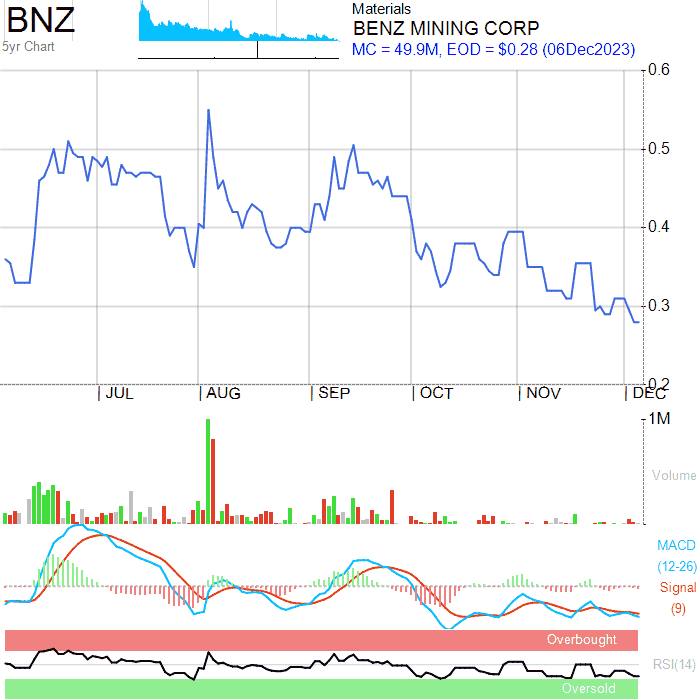 BNZ
5yr Chart
Materials
BENZ MINING CORP
MC = 49.9M, EOD = $0.28 (06Dec2023)
0.6
0.5
0.4
0.3
0.2
| JUL | AUG | SEP | OCT | NOV | DEC
1M
Volume
MACD
(12-26)
Signal
(9)
Overbought
RSI(14)
Oversold